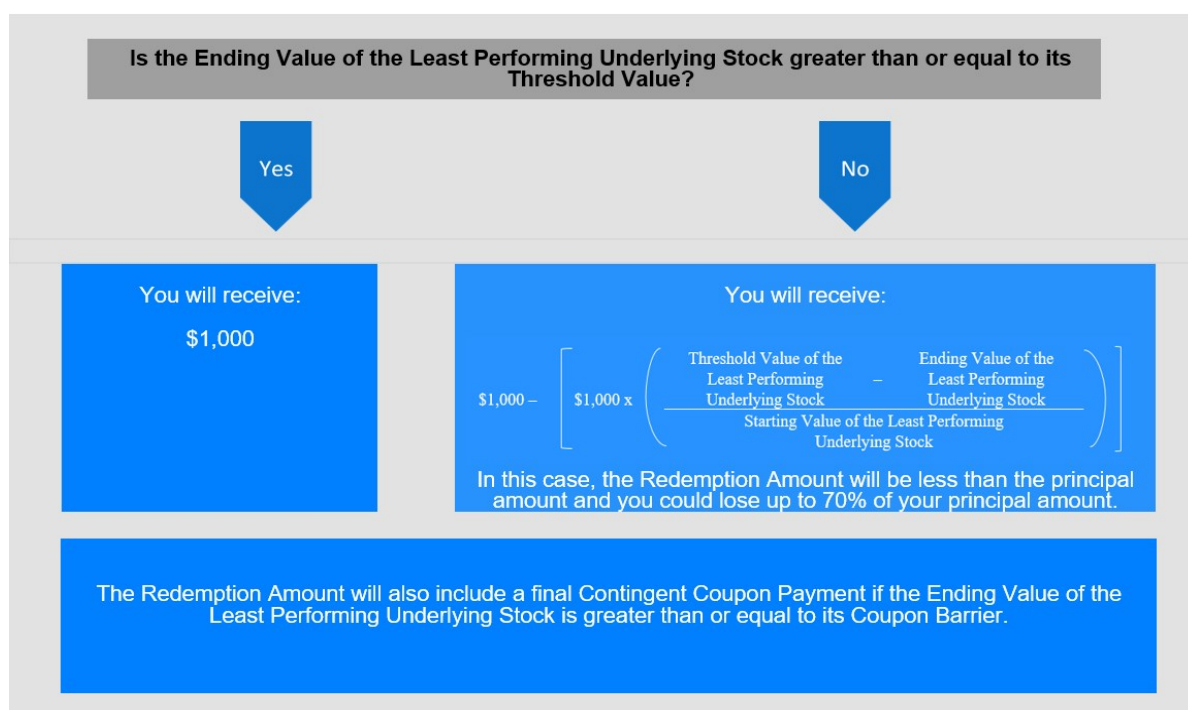 Is the Ending Value of the Least Performing Underlying Stock greater than or equal to its
Threshold Value?
Yes
No
You will receive:
$1,000
You will receive:
Threshold Value of the
Least Performing
Underlying Stock
–
Ending Value of the
Least Performing
Underlying Stock
$1,000 –
$1,000 x
Starting Value of the Least Performing
Underlying Stock
In this case, the Redemption Amount will be less than the principal
amount and you could lose up to 70% of your principal amount.
The Redemption Amount will also include a final Contingent Coupon Payment if the Ending Value of the
Least Performing Underlying Stock is greater than or equal to its Coupon Barrier.